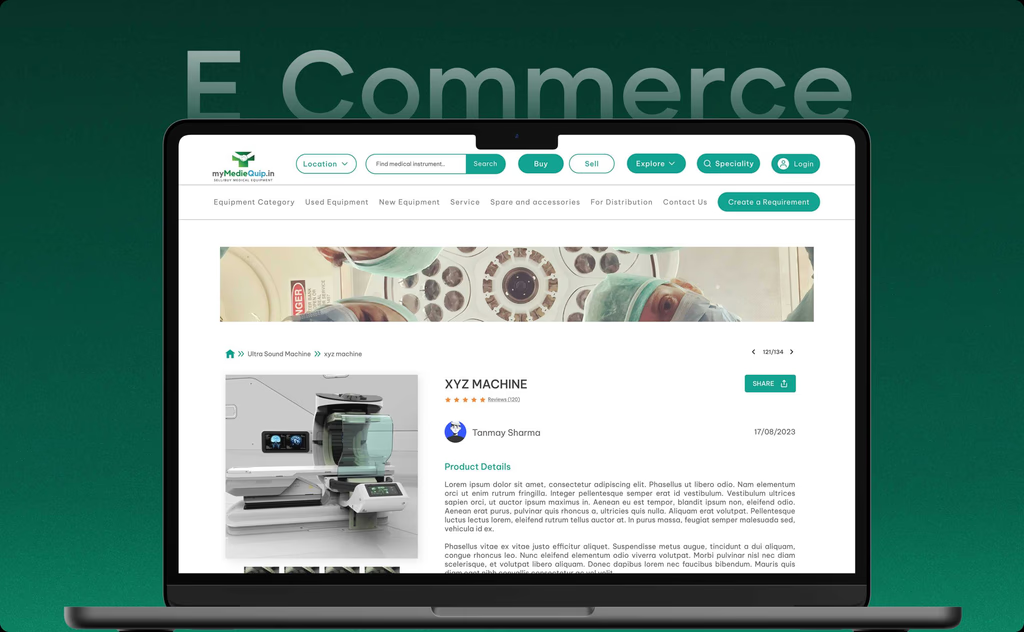 E Commerce
myMedieQuip.in
SELL/BUY MEDICAL EQUIPMENT
Location
Find medical instrument..
Search
Buy
Sell
Explore
Speciality
Login
Equipment Category
Used Equipment
New Equipment
Service
Spare and accessories
For Distribution
Contact Us
Create a Requirement
NGER
Ultra Sound Machine
xyz machine
121/134
XYZ MACHINE
SHARE
Reviews (120)
Tanmay Sharma
17/08/2023
Product Details
Lorem ipsum dolor sit amet, consectetur adipiscing elit. Phasellus ut libero odio. Nam elementum
orci ut enim rutrum fringilla. Integer pellentesque semper erat id vestibulum. Vestibulum ultrices
sapien orci, ut auctor ipsum maximus in. Aenean eu est tempor, blandit ipsum non, eleifend odio.
Aenean erat purus, pulvinar quis rhoncus a, ultricies quis nulla. Aliquam erat volutpat. Pellentesque
luctus lectus lorem, eleifend rutrum tellus auctor at. In purus massa, feugiat semper malesuada sed,
vehicula id ex.
Phasellus vitae ex vitae justo efficitur aliquet. Suspendisse metus augue, tincidunt a dui aliquam,
congue rhoncus leo. Nunc eleifend elementum odio viverra volutpat. Morbi pulvinar nisl nec diam
scelerisque, et volutpat libero aliquam. Donec dapibus lorem nec faucibus bibendum. Mauris quis